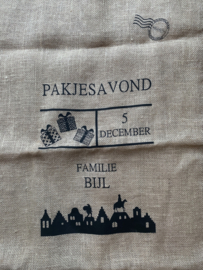 PAKJESAVOND
5
DECEMBER
FAMILIE
BIJL